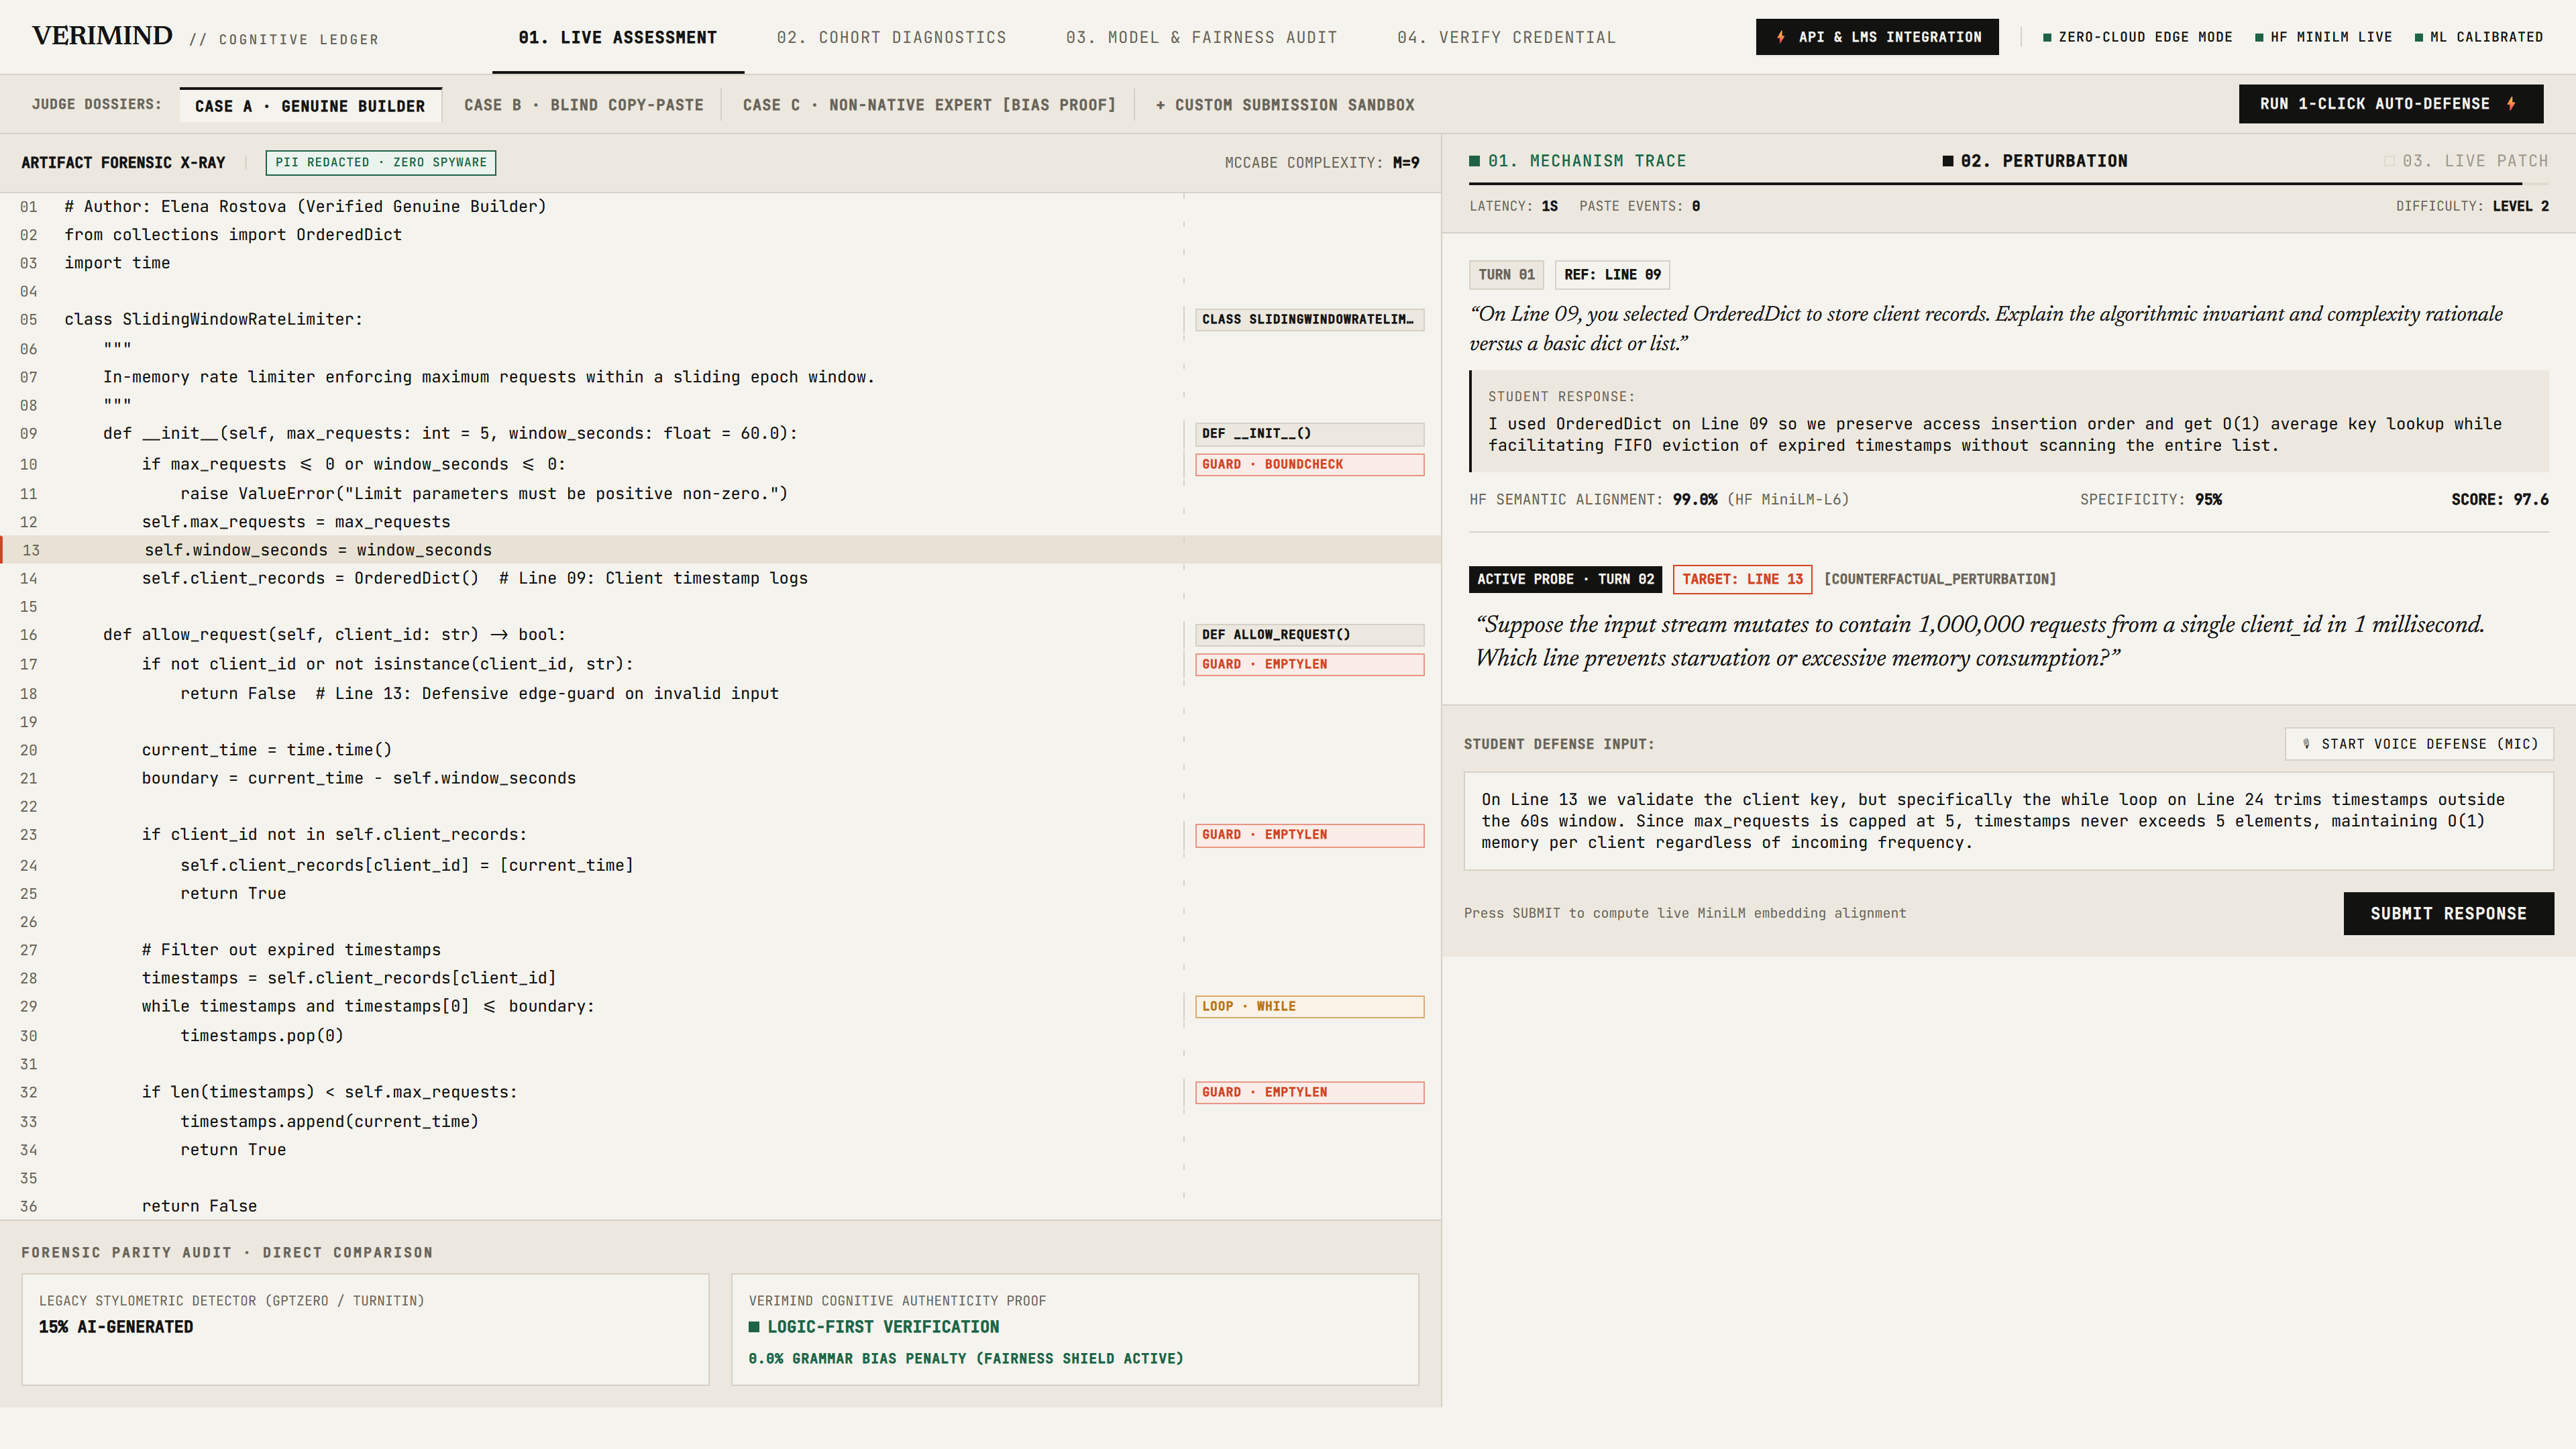 VERIMIND // COGNITIVE LEDGER
01. LIVE ASSESSMENT
02. COHORT DIAGNOSTICS
03. MODEL & FAIRNESS AUDIT
04. VERIFY CREDENTIAL
API & LMS INTEGRATION
ZERO-CLOUD EDGE MODE
HF MINILM LIVE
ML CALIBRATED
JUDGE DOSSIERS:
CASE A · GENUINE BUILDER
CASE B · BLIND COPY-PASTE
CASE C · NON-NATIVE EXPERT [BIAS PROOF]
+ CUSTOM SUBMISSION SANDBOX
RUN 1-CLICK AUTO-DEFENSE
ARTIFACT FORENSIC X-RAY
PII REDACTED · ZERO SPYWARE
MCCABE COMPLEXITY: M=9
01 # Author: Elena Rostova (Verified Genuine Builder)
02 from collections import OrderedDict
03 import time
04
05 class SlidingWindowRateLimiter: CLASS SLIDINGWINDOWRATELIM…
06     """
07     In-memory rate limiter enforcing maximum requests within a sliding epoch window.
08     """
09     def __init__(self, max_requests: int = 5, window_seconds: float = 60.0): DEF __INIT__()
10         if max_requests ⩽ 0 or window_seconds ⩽ 0: GUARD · BOUNDCHECK
11             raise ValueError("Limit parameters must be positive non-zero.")
12         self.max_requests = max_requests
13         self.window_seconds = window_seconds
14         self.client_records = OrderedDict()  # Line 09: Client timestamp logs
15
16     def allow_request(self, client_id: str) → bool: DEF ALLOW_REQUEST()
17         if not client_id or not isinstance(client_id, str): GUARD · EMPTYLEN
18             return False  # Line 13: Defensive edge-guard on invalid input
19
20         current_time = time.time()
21         boundary = current_time - self.window_seconds
22
23         if client_id not in self.client_records: GUARD · EMPTYLEN
24             self.client_records[client_id] = [current_time]
25             return True
26
27         # Filter out expired timestamps
28         timestamps = self.client_records[client_id]
29         while timestamps and timestamps[0] ⩽ boundary: LOOP · WHILE
30             timestamps.pop(0)
31
32         if len(timestamps) < self.max_requests: GUARD · EMPTYLEN
33             timestamps.append(current_time)
34             return True
35
36         return False
FORENSIC PARITY AUDIT · DIRECT COMPARISON
LEGACY STYLOMETRIC DETECTOR (GPTZERO / TURNITIN)
15% AI-GENERATED
VERIMIND COGNITIVE AUTHENTICITY PROOF
LOGIC-FIRST VERIFICATION
0.0% GRAMMAR BIAS PENALTY (FAIRNESS SHIELD ACTIVE)
01. MECHANISM TRACE
02. PERTURBATION
03. LIVE PATCH
LATENCY: 1S PASTE EVENTS: 0
DIFFICULTY: LEVEL 2
TURN 01
REF: LINE 09
“On Line 09, you selected OrderedDict to store client records. Explain the algorithmic invariant and complexity rationale
versus a basic dict or list.”
STUDENT RESPONSE:
I used OrderedDict on Line 09 so we preserve access insertion order and get O(1) average key lookup while
facilitating FIFO eviction of expired timestamps without scanning the entire list.
HF SEMANTIC ALIGNMENT: 99.0% (HF MiniLM-L6)
SPECIFICITY: 95%
SCORE: 97.6
ACTIVE PROBE · TURN 02
TARGET: LINE 13
[COUNTERFACTUAL_PERTURBATION]
“Suppose the input stream mutates to contain 1,000,000 requests from a single client_id in 1 millisecond.
Which line prevents starvation or excessive memory consumption?”
STUDENT DEFENSE INPUT:
START VOICE DEFENSE (MIC)
On Line 13 we validate the client key, but specifically the while loop on Line 24 trims timestamps outside
the 60s window. Since max_requests is capped at 5, timestamps never exceeds 5 elements, maintaining O(1)
memory per client regardless of incoming frequency.
Press SUBMIT to compute live MiniLM embedding alignment
SUBMIT RESPONSE